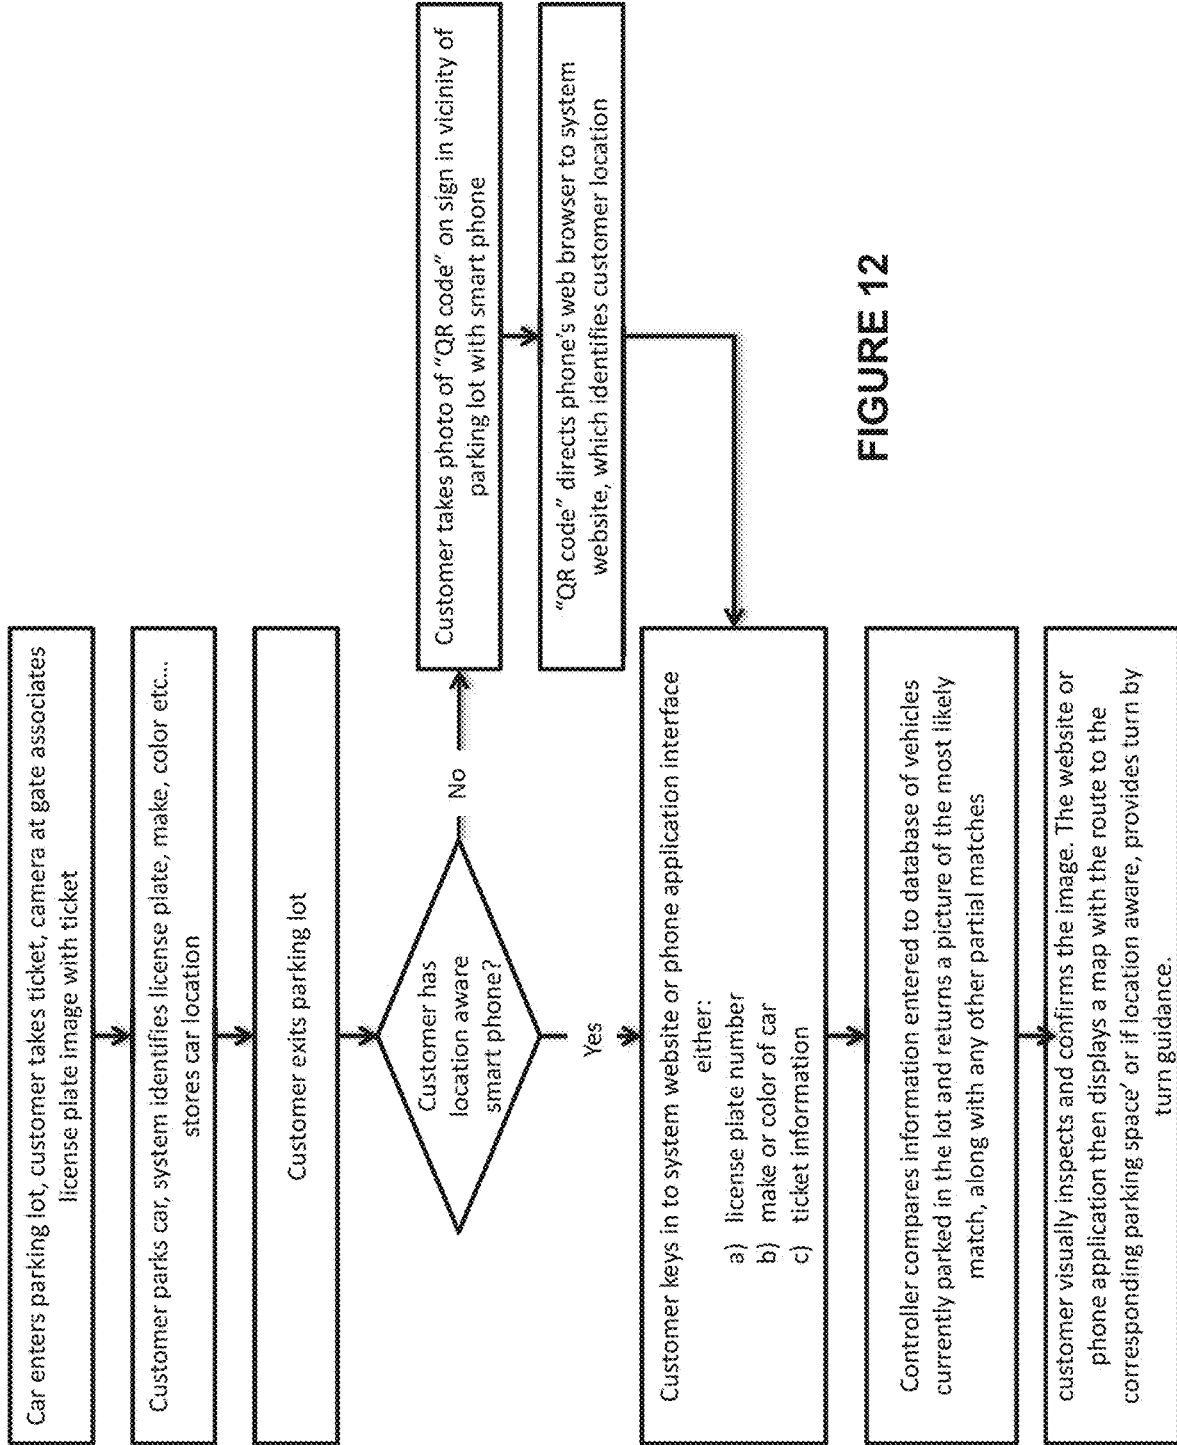 Car enters parking lot, customer takes ticket, camera at gate associates
license plate image with ticket
Customer parks car, system identifies license plate, make, color etc..
stores car location
Customer exits parking lot
Customer has
location aware
smart phone?
No
Customer takes photo of "QR code" on sign in vicinity of
parking lot with smart phone
"QR code" directs phone's web browser to system
website, which identifies customer location
Yes
Customer keys in to system website or phone application interface
either:
a) license plate number
b) make or color of car
c) ticket information
Controller compares information entered to database of vehicles
currently parked in the lot and returns a picture of the most likely
match, along with any other partial matches
customer visually inspects and confirms the image. The website or
phone application then displays a map with the route to the
corresponding parking space' or if location aware, provides turn by
turn guidance.
FIGURE 12